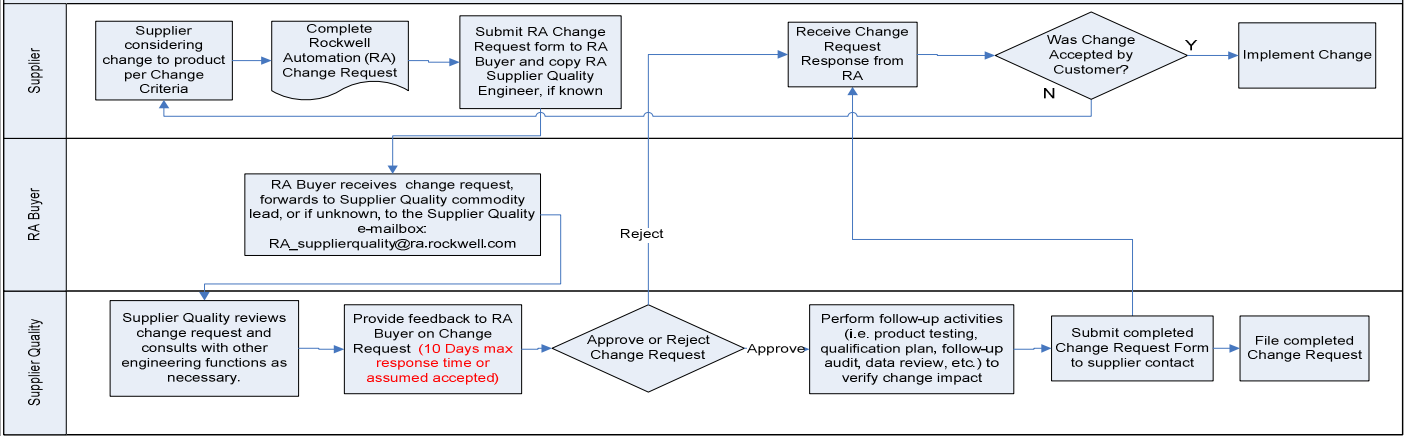 Supplier
Supplier
considering
change to product
per Change
Criteria
Complete
Rockwell
Automation (RA)
Change Request
Submit RA Change
Request form to RA
Buyer and copy RA
Supplier Quality
Engineer, if known
Receive Change
Request
Response from
RA
Was Change
Accepted by
Customer?
Y
N
Implement Change
RA Buyer
RA Buyer receives change request,
forwards to Supplier Quality commodity
lead, or if unknown, to the Supplier Quality
e-mailbox:
RA_supplierquality@ra.rockwell.com
Reject
Supplier Quality
Supplier Quality reviews
change request and
consults with other
engineering functions as
necessary.
Provide feedback to RA
Buyer on Change
Request (10 Days max
response time or
assumed accepted)
Approve or Reject
Change Request
Approve
Perform follow-up activities
(i.e. product testing,
qualification plan, follow-up
audit, data review, etc.) to
verify change impact
Submit completed
Change Request Form
to supplier contact
File completed
Change Request